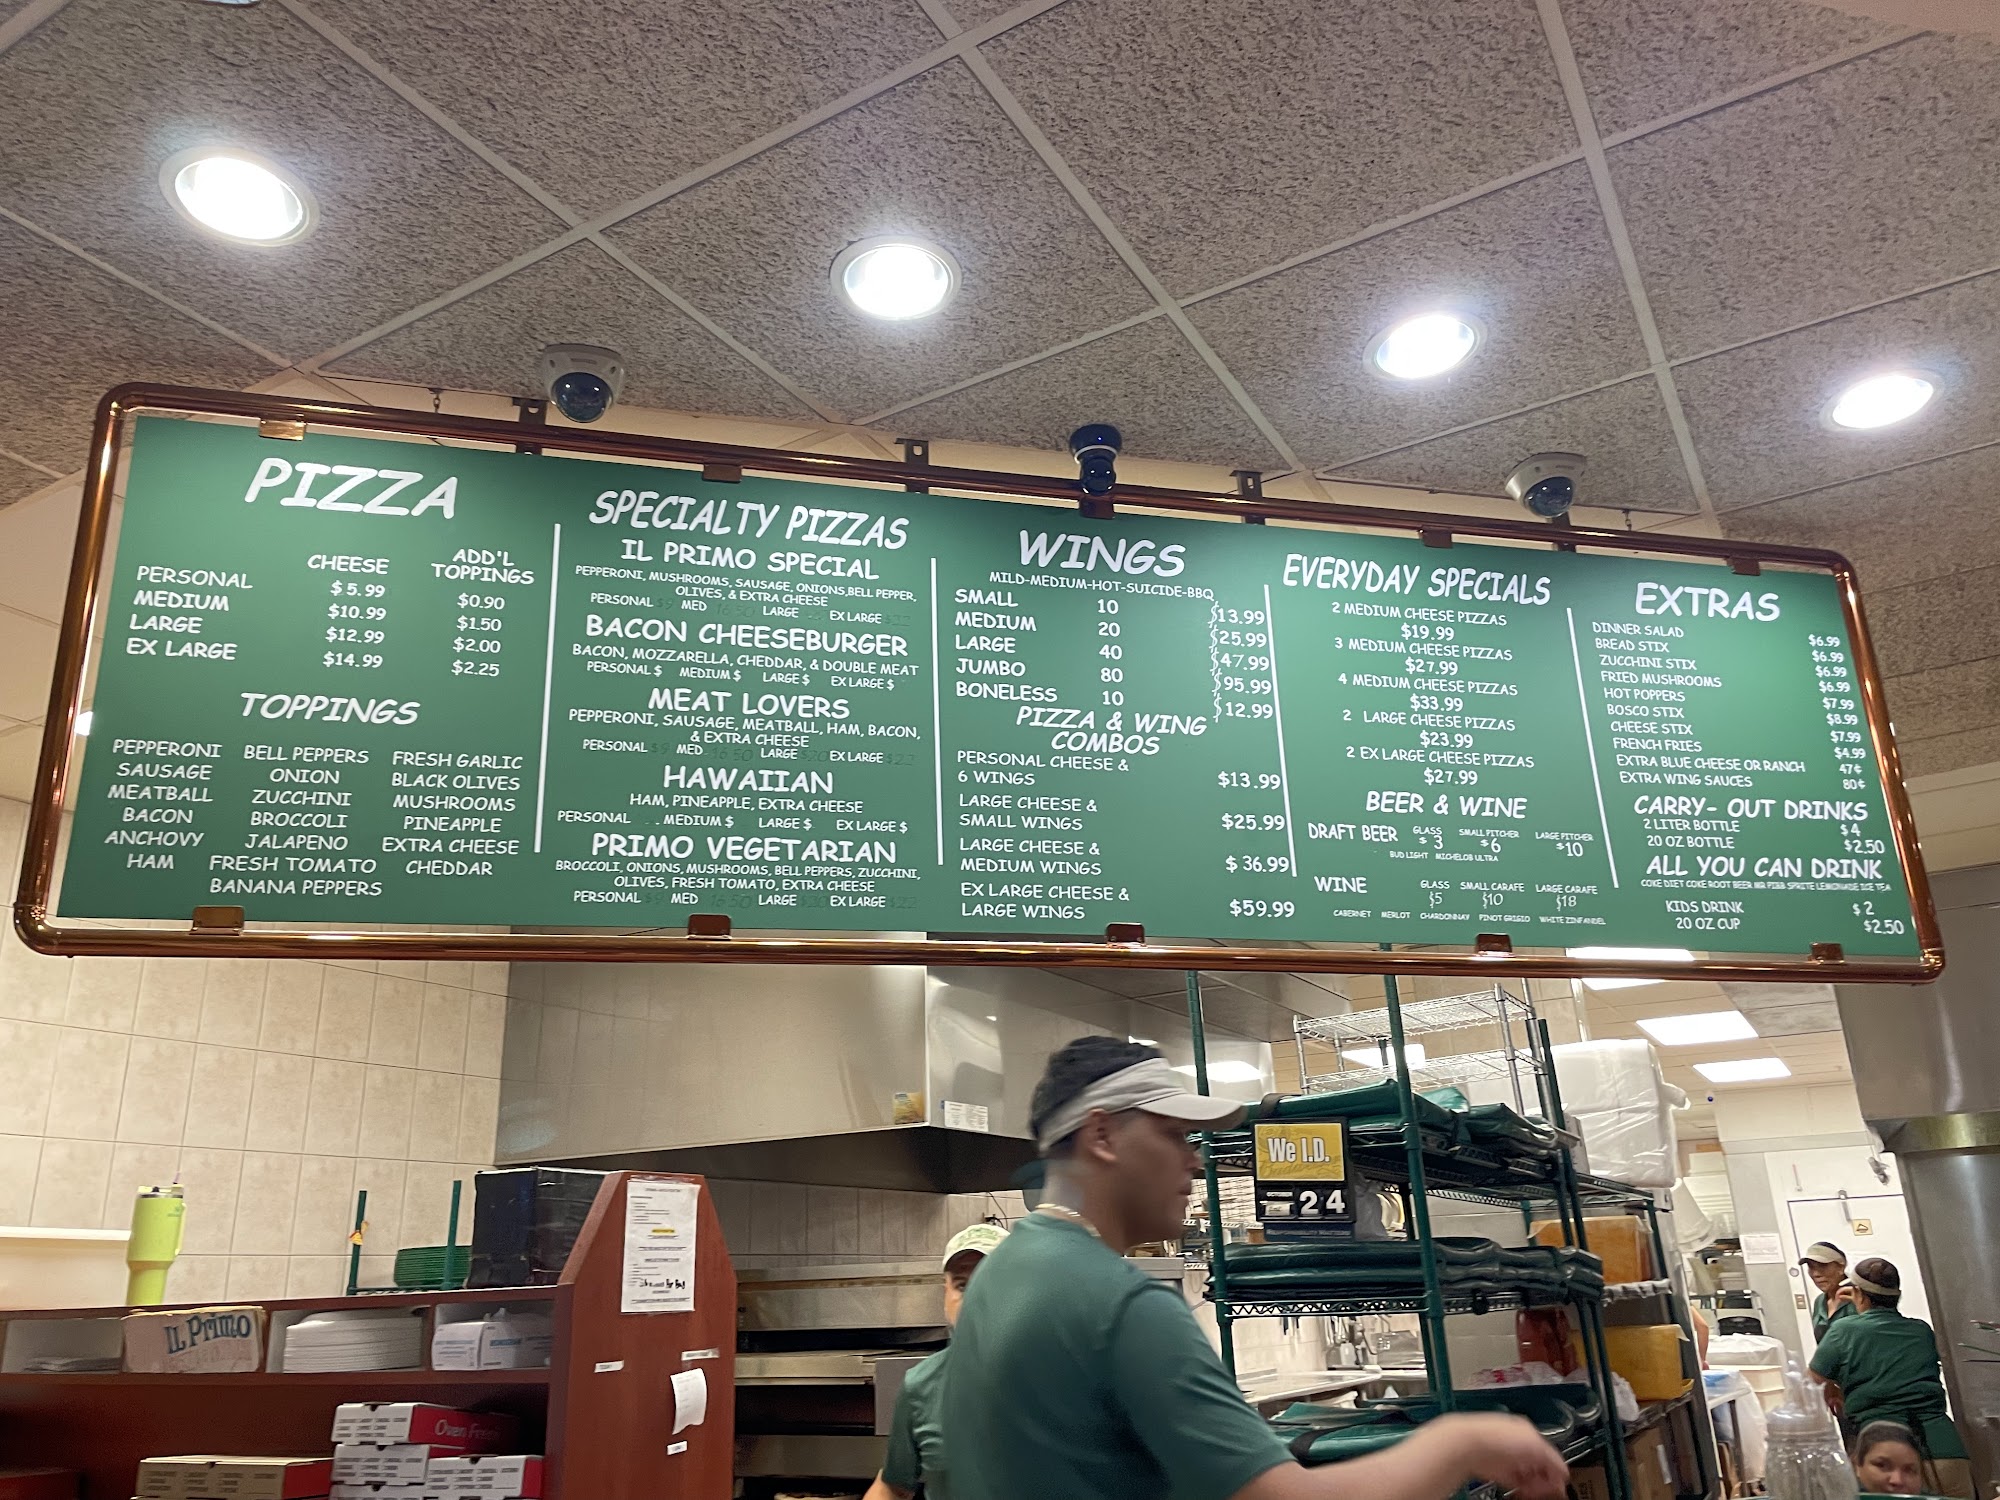 PIZZA
CHEESE ADD'L TOPPINGS
PERSONAL $5.99 $0.90
MEDIUM $10.99 $1.50
LARGE $12.99 $2.00
EX LARGE $14.99 $2.25
TOPPINGS
PEPPERONI BELL PEPPERS FRESH GARLIC
SAUSAGE ONION BLACK OLIVES
MEATBALL ZUCCHINI MUSHROOMS
BACON BROCCOLI PINEAPPLE
ANCHOVY JALAPENO EXTRA CHEESE
HAM FRESH TOMATO CHEDDAR
BANANA PEPPERS
SPECIALTY PIZZAS
IL PRIMO SPECIAL
PEPPERONI, MUSHROOMS, SAUSAGE, ONIONS, BELL PEPPER,
OLIVES, & EXTRA CHEESE
PERSONAL $9 MED 16.50 LARGE EX LARGE $22
BACON CHEESEBURGER
BACON, MOZZARELLA, CHEDDAR, & DOUBLE MEAT
PERSONAL $ MEDIUM $ LARGE $ EX LARGE $
MEAT LOVERS
PEPPERONI, SAUSAGE, MEATBALL, HAM, BACON,
& EXTRA CHEESE
PERSONAL $9 MED 16.50 LARGE $20 EX LARGE $22
HAWAIIAN
HAM, PINEAPPLE, EXTRA CHEESE
PERSONAL MEDIUM $ LARGE $ EX LARGE $
PRIMO VEGETARIAN
BROCCOLI, ONIONS, MUSHROOMS, BELL PEPPERS, ZUCCHINI,
OLIVES, FRESH TOMATO, EXTRA CHEESE
PERSONAL $9 MED 16.50 LARGE $20 EX LARGE $22
WINGS
MILD-MEDIUM-HOT-SUICIDE-BBQ
SMALL 10 $13.99
MEDIUM 20 $25.99
LARGE 40 $47.99
JUMBO 80 $95.99
BONELESS 10 $12.99
PIZZA & WING
COMBOS
PERSONAL CHEESE &
6 WINGS $13.99
LARGE CHEESE &
SMALL WINGS $25.99
LARGE CHEESE &
MEDIUM WINGS $36.99
EX LARGE CHEESE &
LARGE WINGS $59.99
EVERYDAY SPECIALS
2 MEDIUM CHEESE PIZZAS
$19.99
3 MEDIUM CHEESE PIZZAS
$27.99
4 MEDIUM CHEESE PIZZAS
$33.99
2 LARGE CHEESE PIZZAS
$23.99
2 EX LARGE CHEESE PIZZAS
$27.99
BEER & WINE
DRAFT BEER GLASS $3 SMALL PITCHER $6 LARGE PITCHER $10
BUD LIGHT MICHELOB ULTRA
WINE GLASS $5 SMALL CARAFE $10 LARGE CARAFE $18
CABERNET MERLOT CHARDONNAY PINOT GRIGIO WHITE ZINFANDEL
EXTRAS
DINNER SALAD $6.99
BREAD STIX $6.99
ZUCCHINI STIX $6.99
FRIED MUSHROOMS $6.99
HOT POPPERS $7.99
BOSCO STIX $8.99
CHEESE STIX $7.99
FRENCH FRIES $4.99
EXTRA BLUE CHEESE OR RANCH 47¢
EXTRA WING SAUCES 80¢
CARRY-OUT DRINKS
2 LITER BOTTLE $4
20 OZ BOTTLE $2.50
ALL YOU CAN DRINK
COKE DIET COKE ROOT BEER MR PIBB SPRITE LEMONADE ICE TEA
KIDS DRINK $2
20 OZ CUP $2.50
We I.D.
OCTOBER
24
IL Primo
Oven Fresh